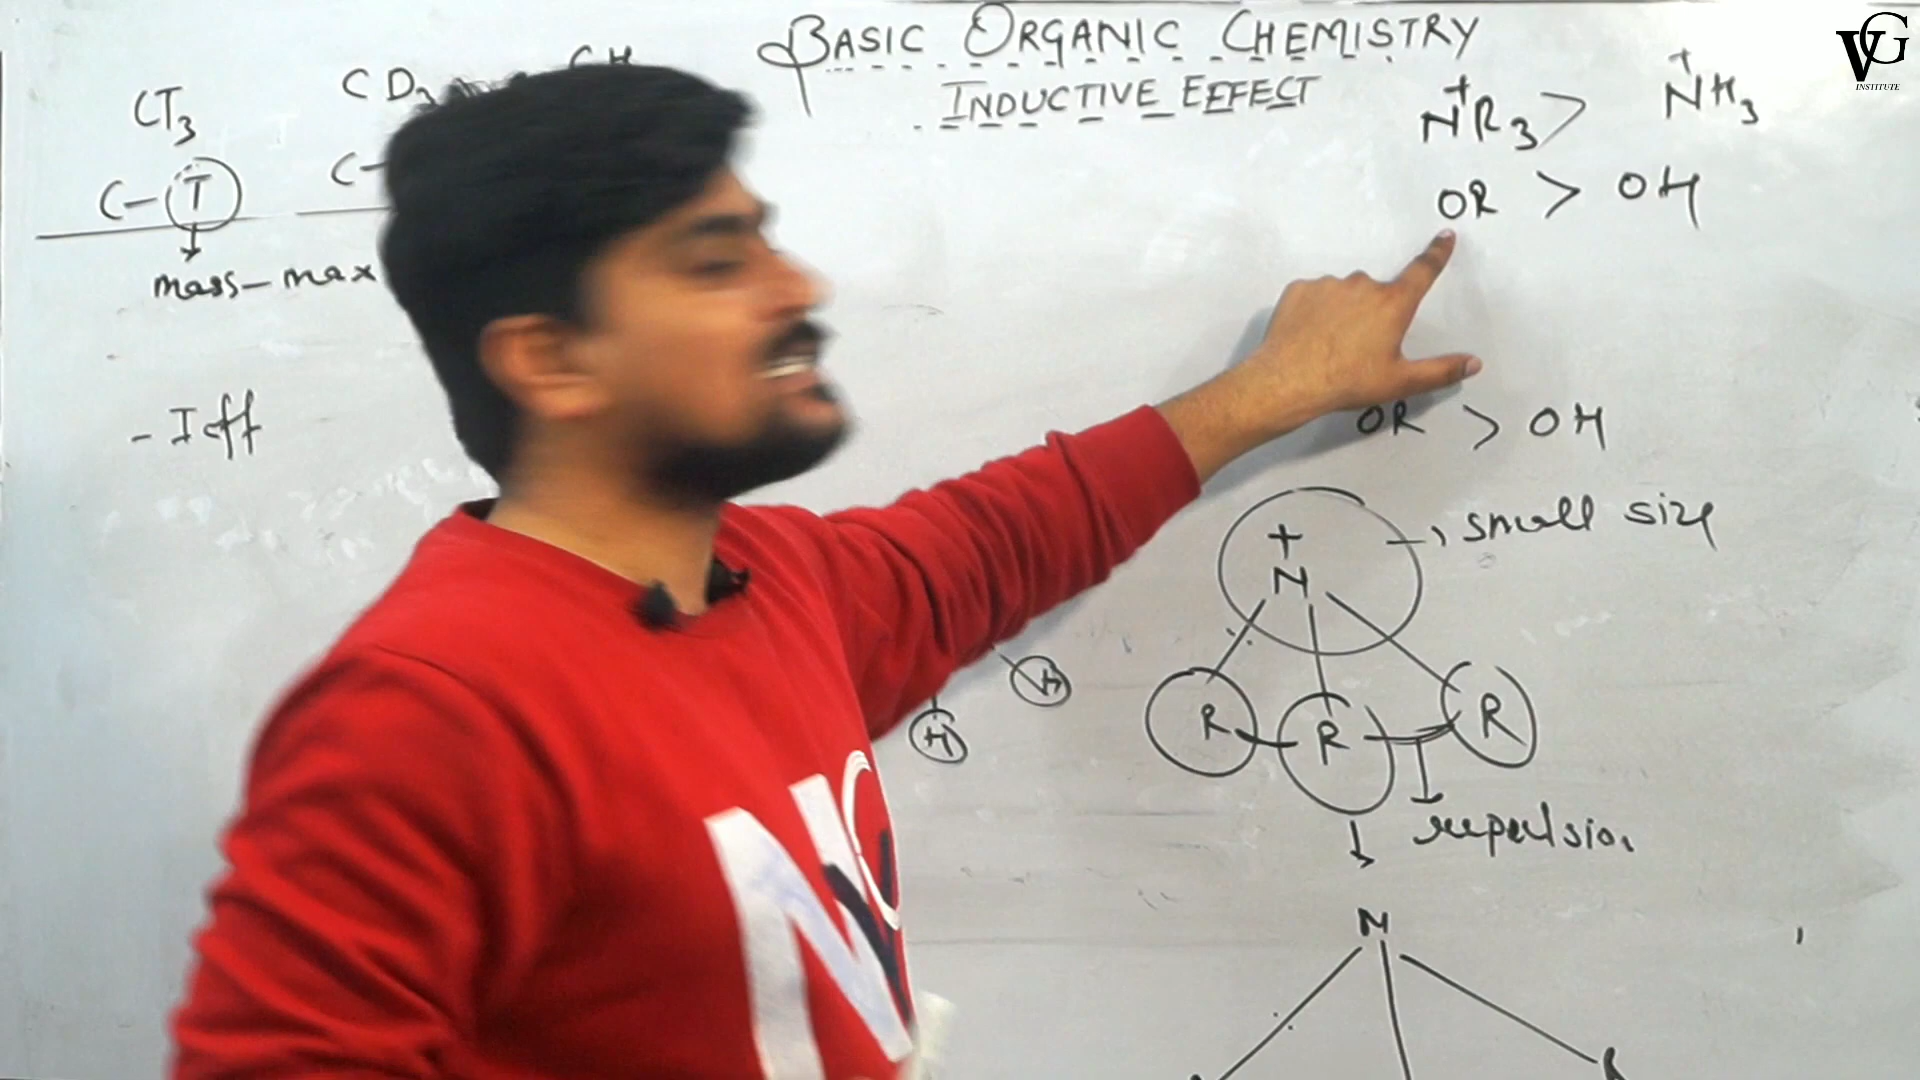 BASIC ORGANIC CHEMISTRY
INDUCTIVE EFFECT
VG
INSTITUTE
CT₃
CD₃
CH
C-T
C-
mass-max
-I eff
N⁺R₃ > N⁺H₃
OR > OH
OR > OH
+
N
small size
R R R
H
repulsion
N